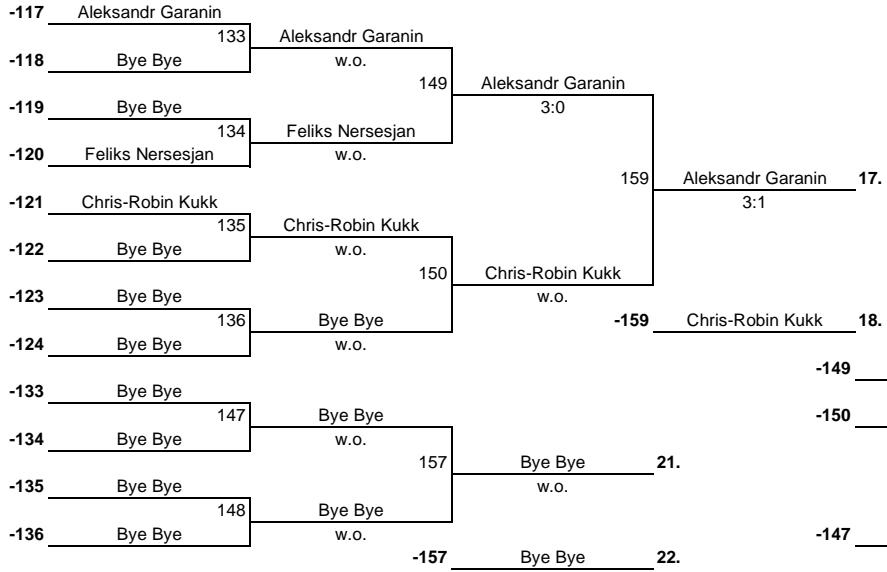 -117 Aleksandr Garanin
133 Aleksandr Garanin
-118 Bye Bye w.o.
149 Aleksandr Garanin
-119 Bye Bye 3:0
134 Feliks Nersesjan
-120 Feliks Nersesjan w.o.
159 Aleksandr Garanin 17.
-121 Chris-Robin Kukk 3:1
135 Chris-Robin Kukk
-122 Bye Bye w.o.
150 Chris-Robin Kukk
-123 Bye Bye w.o.
136 Bye Bye -159 Chris-Robin Kukk 18.
-124 Bye Bye w.o.
-149
-133 Bye Bye
147 Bye Bye -150
-134 Bye Bye w.o.
157 Bye Bye 21.
-135 Bye Bye w.o.
148 Bye Bye
-136 Bye Bye w.o. -147
-157 Bye Bye 22.